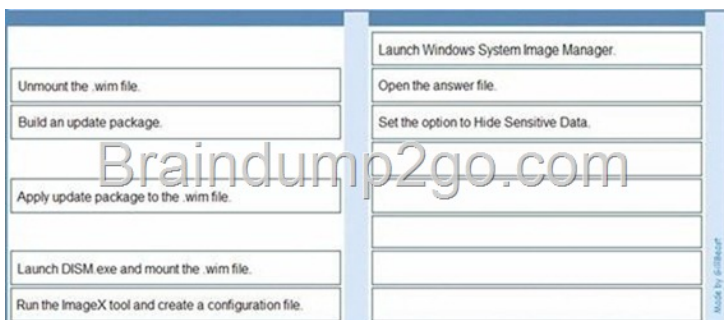 Launch Windows System Image Manager.
Unmount the .wim file.
Open the answer file.
Build an update package.
Set the option to Hide Sensitive Data.
Braindump2go.com
Apply update package to the .wim file.
Launch DISM.exe and mount the .wim file.
Run the ImageX tool and create a configuration file.